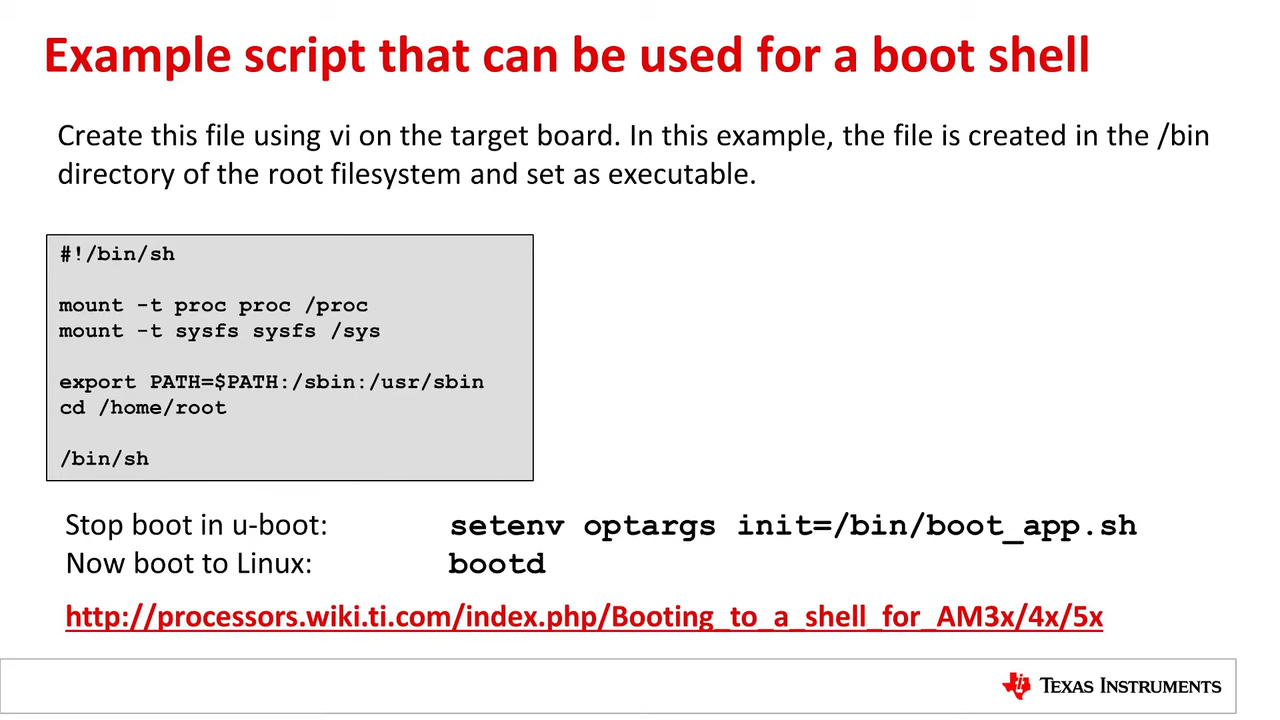 Example script that can be used for a boot shell
Create this file using vi on the target board. In this example, the file is created in the /bin
directory of the root filesystem and set as executable.
#!/bin/sh
mount -t proc proc /proc
mount -t sysfs sysfs /sys
export PATH=$PATH:/sbin:/usr/sbin
cd /home/root
/bin/sh
Stop boot in u-boot: setenv optargs init=/bin/boot_app.sh
Now boot to Linux: bootd
http://processors.wiki.ti.com/index.php/Booting_to_a_shell_for_AM3x/4x/5x
TEXAS INSTRUMENTS